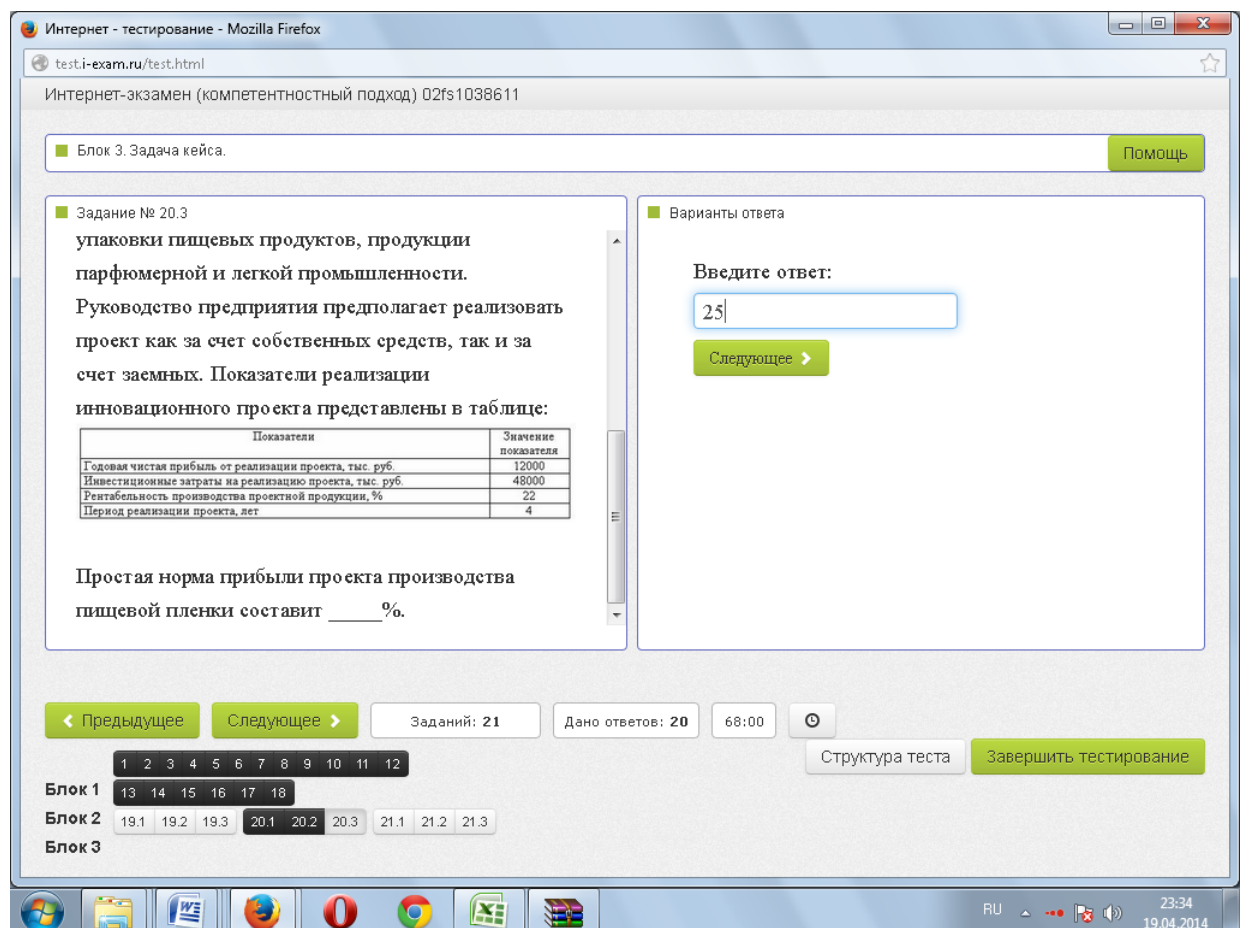 Интернет - тестирование - Mozilla Firefox
test.i-exam.ru/test.html
Интернет-экзамен (компетентностный подход) 02fs1038611
Блок 3. Задача кейса.
Помощь
Задание № 20.3
упаковки пищевых продуктов, продукции
парфюмерной и легкой промышленности.
Руководство предприятия предполагает реализовать
проект как за счет собственных средств, так и за
счет заемных. Показатели реализации
инновационного проекта представлены в таблице:
Показатели Значение показателя
Годовая чистая прибыль от реализации проекта, тыс. руб. 12000
Инвестиционные затраты на реализацию проекта, тыс. руб. 48000
Рентабельность производства проектной продукции, % 22
Период реализации проекта, лет 4
Простая норма прибыли проекта производства
пищевой пленки составит _____%.
Варианты ответа
Введите ответ:
25
Следующее
Предыдущее Следующее Заданий: 21 Дано ответов: 20 68:00
Структура теста Завершить тестирование
1 2 3 4 5 6 7 8 9 10 11 12
Блок 1 13 14 15 16 17 18
Блок 2 19.1 19.2 19.3 20.1 20.2 20.3 21.1 21.2 21.3
Блок 3
RU 23:34
19.04.2014